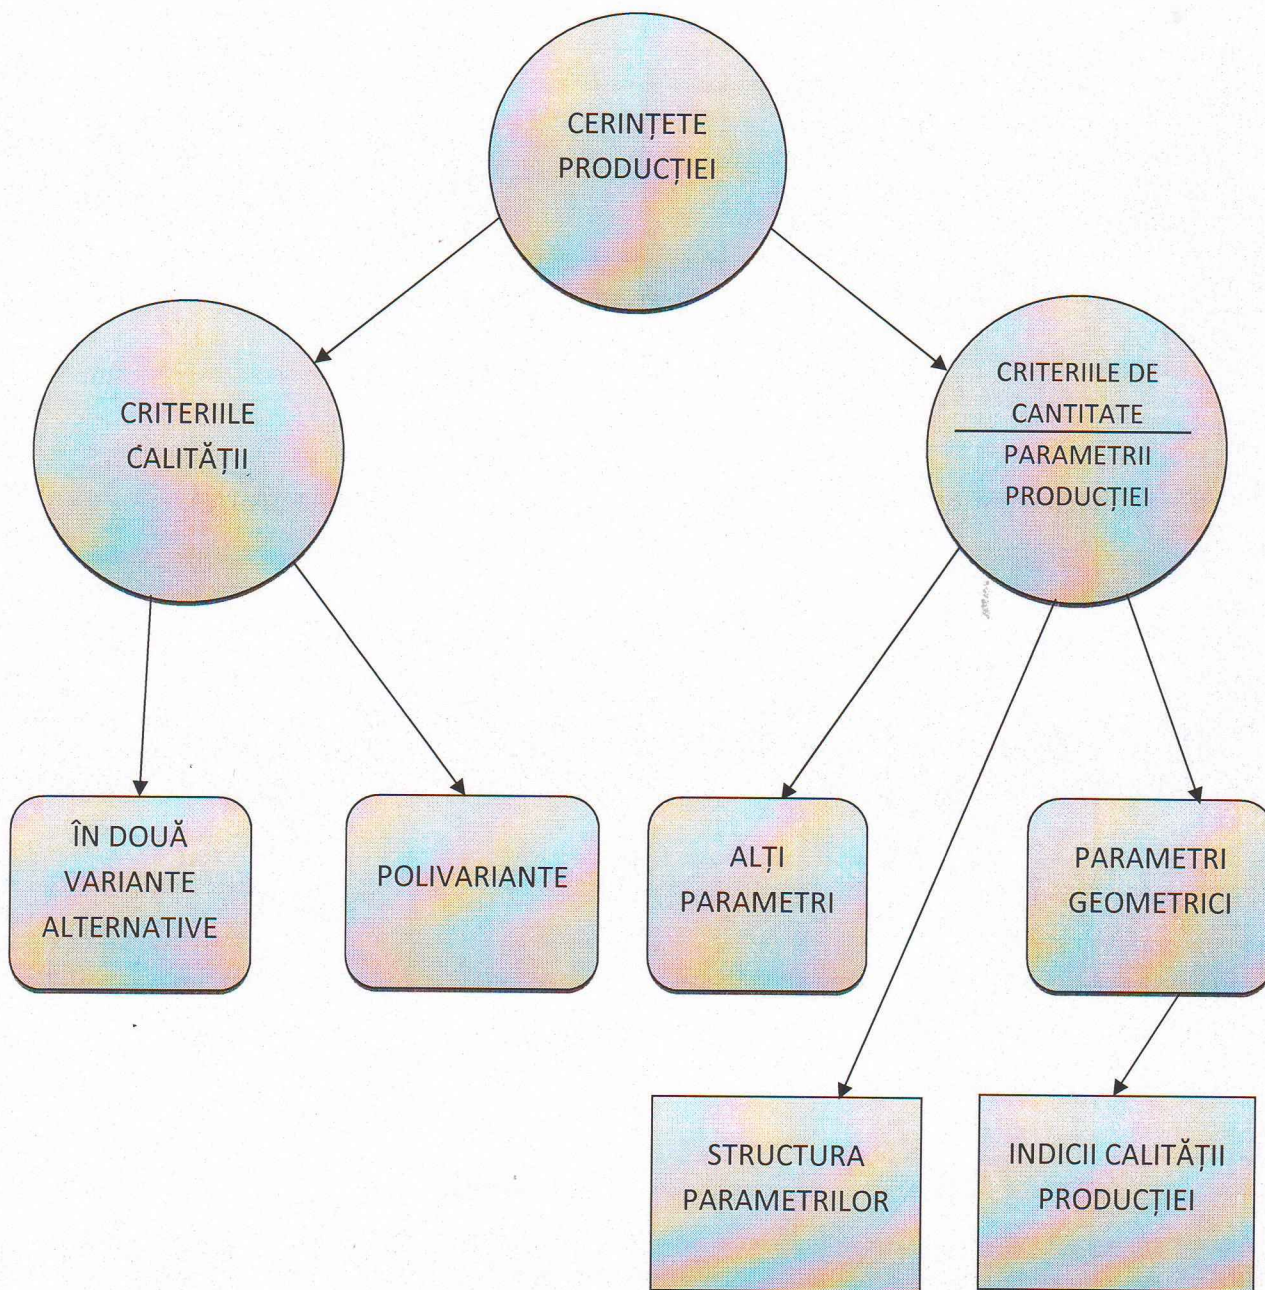 CERINȚETE
PRODUCȚIEI
CRITERIILE
CALITĂȚII
CRITERIILE DE
CANTITATE
PARAMETRII
PRODUCȚIEI
ÎN DOUĂ
VARIANTE
ALTERNATIVE
POLIVARIANTE
ALȚI
PARAMETRI
PARAMETRI
GEOMETRICI
STRUCTURA
PARAMETRILOR
INDICII CALITĂȚII
PRODUCȚIEI